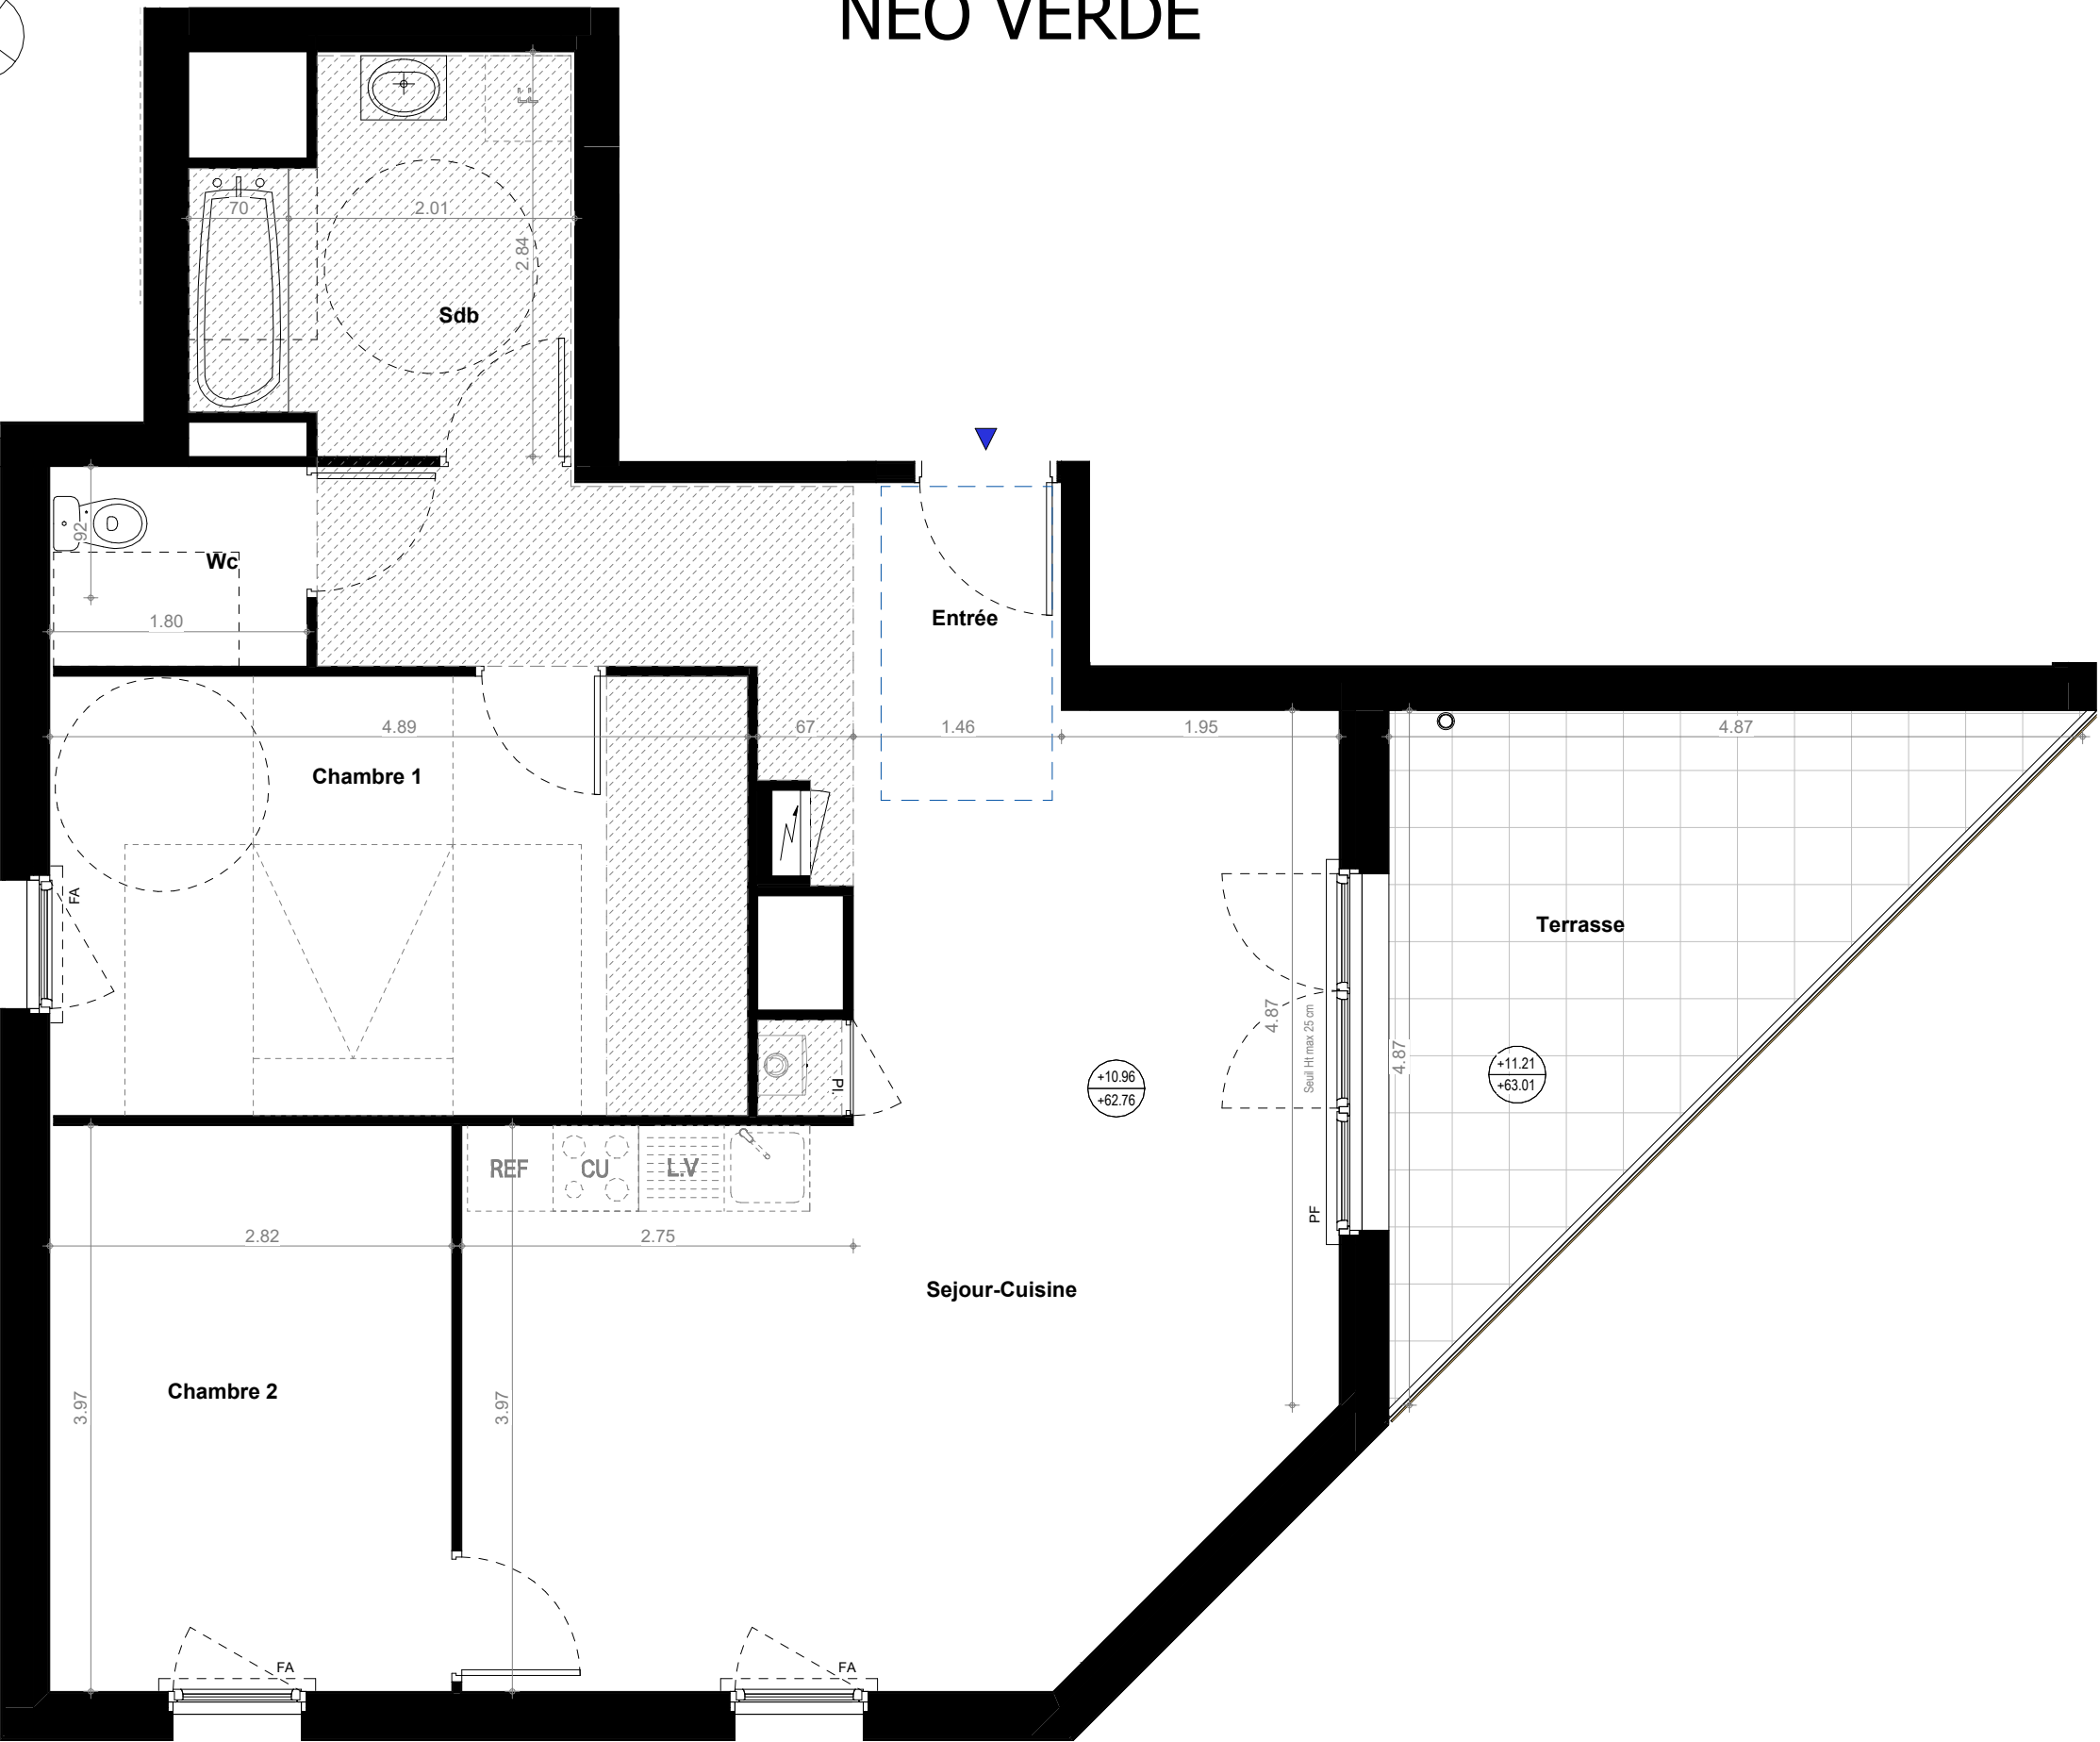 NEO VERDE
LL
70
2.01
2.84
Sdb
92
Wc
1.80
Entrée
4.89
67
1.46
1.95
4.87
Chambre 1
FA
Terrasse
4.87
Seuil Ht max 25 cm
4.87
+10.96
+62.76
+11.21
+63.01
Pl.
REF
CU
L.V
PF
2.82
2.75
Sejour-Cuisine
Chambre 2
3.97
3.97
FA
FA